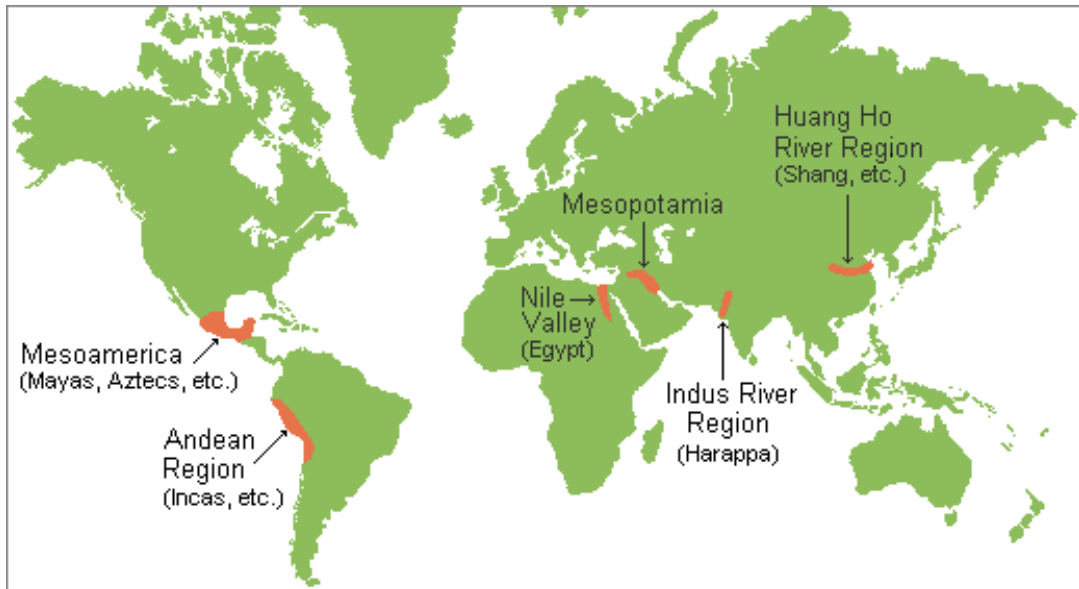 Huang Ho
River Region
(Shang, etc.)
Mesopotamia
Nile
Valley
(Egypt)
Mesoamerica
(Mayas, Aztecs, etc.)
Indus River
Region
(Harappa)
Andean
Region
(Incas, etc.)